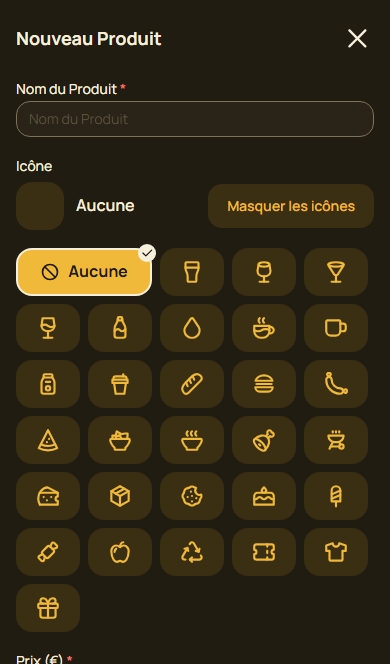 Nouveau Produit
Nom du Produit *
Nom du Produit
Icône
Aucune
Masquer les icônes
Aucune
Prix (€) *